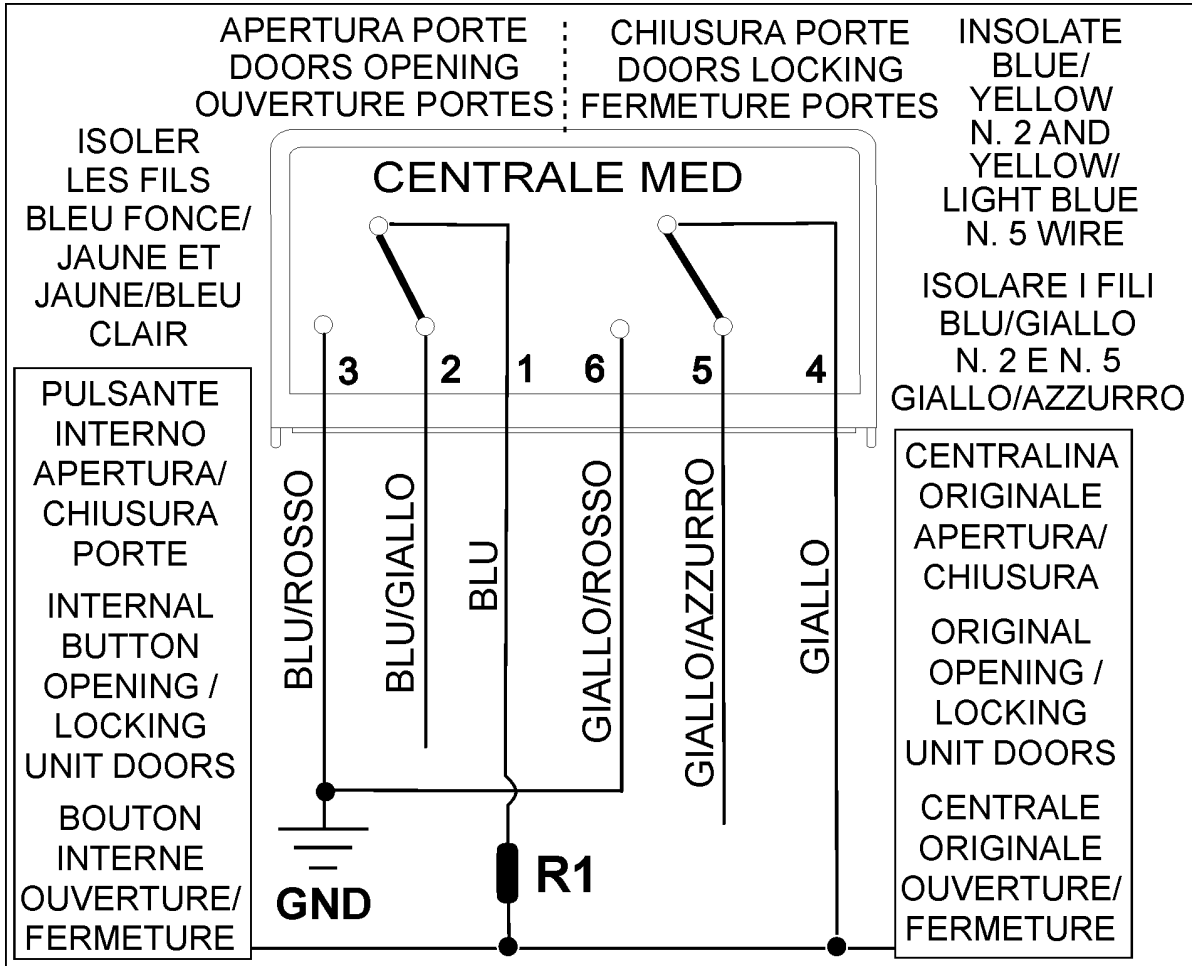 APERTURA PORTE
DOORS OPENING
OUVERTURE PORTES
CHIUSURA PORTE
DOORS LOCKING
FERMETURE PORTES
INSOLATE
BLUE/
YELLOW
N. 2 AND
YELLOW/
LIGHT BLUE
N. 5 WIRE
ISOLARE I FILI
BLU/GIALLO
N. 2 E N. 5
GIALLO/AZZURRO
ISOLER
LES FILS
BLEU FONCE/
JAUNE ET
JAUNE/BLEU
CLAIR
CENTRALE MED
3 2 1 6 5 4
BLU/ROSSO
BLU/GIALLO
BLU
GIALLO/ROSSO
GIALLO/AZZURRO
GIALLO
PULSANTE
INTERNO
APERTURA/
CHIUSURA
PORTE
INTERNAL
BUTTON
OPENING /
LOCKING
UNIT DOORS
BOUTON
INTERNE
OUVERTURE/
FERMETURE
GND
R1
CENTRALINA
ORIGINALE
APERTURA/
CHIUSURA
ORIGINAL
OPENING /
LOCKING
UNIT DOORS
CENTRALE
ORIGINALE
OUVERTURE/
FERMETURE